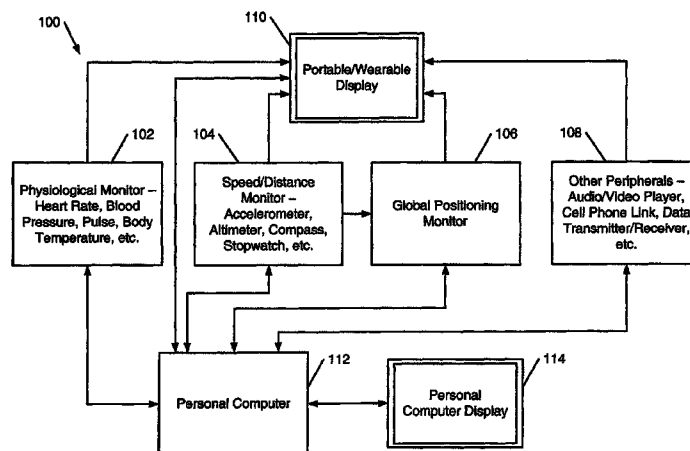 100
110
Portable/Wearable
Display
102
104
106
108
Physiological Monitor –
Heart Rate, Blood
Pressure, Pulse, Body
Temperature, etc.
Speed/Distance
Monitor –
Accelerometer,
Altimeter, Compass,
Stopwatch, etc.
Global Positioning
Monitor
Other Peripherals –
Audio/Video Player,
Cell Phone Link, Data
Transmitter/Receiver,
etc.
112
114
Personal Computer
Personal
Computer Display